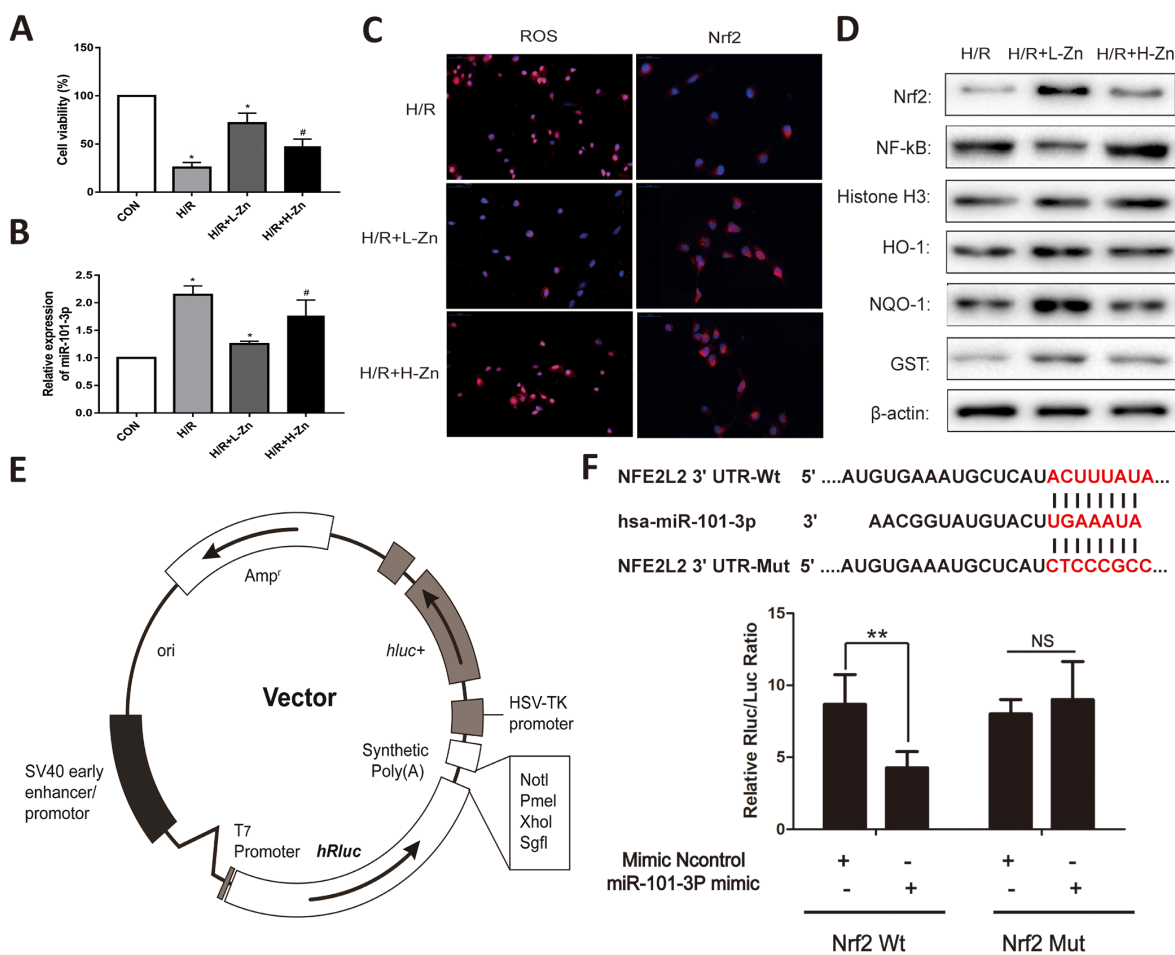 A
Cell viability (%)
150
100
50
0
*
*
#
CON
H/R
H/R+L-Zn
H/R+H-Zn
B
Relative expression
of miR-101-3p
2.5
2.0
1.5
1.0
0.5
0.0
*
*
#
CON
H/R
H/R+L-Zn
H/R+H-Zn
C
ROS
Nrf2
H/R
H/R+L-Zn
H/R+H-Zn
D
H/R H/R+L-Zn H/R+H-Zn
Nrf2:
NF-kB:
Histone H3:
HO-1:
NQO-1:
GST:
β-actin:
E
Ampr
ori
hluc+
Vector
HSV-TK
promoter
Synthetic
Poly(A)
SV40 early
enhancer/
promotor
T7
Promoter
hRluc
NotI
PmeI
XhoI
SgfI
F
NFE2L2 3' UTR-Wt 5' ....AUGUGAAAUGCUCAUACUUUAUA...
hsa-miR-101-3p 3' AACGGUAUGUACUUGAAAUA
NFE2L2 3' UTR-Mut 5' ....AUGUGAAAUGCUCAUCTCCCGCC...
Relative Rluc/Luc Ratio
15
10
5
0
**
NS
Mimic Ncontrol + - + -
miR-101-3P mimic - + - +
Nrf2 Wt
Nrf2 Mut